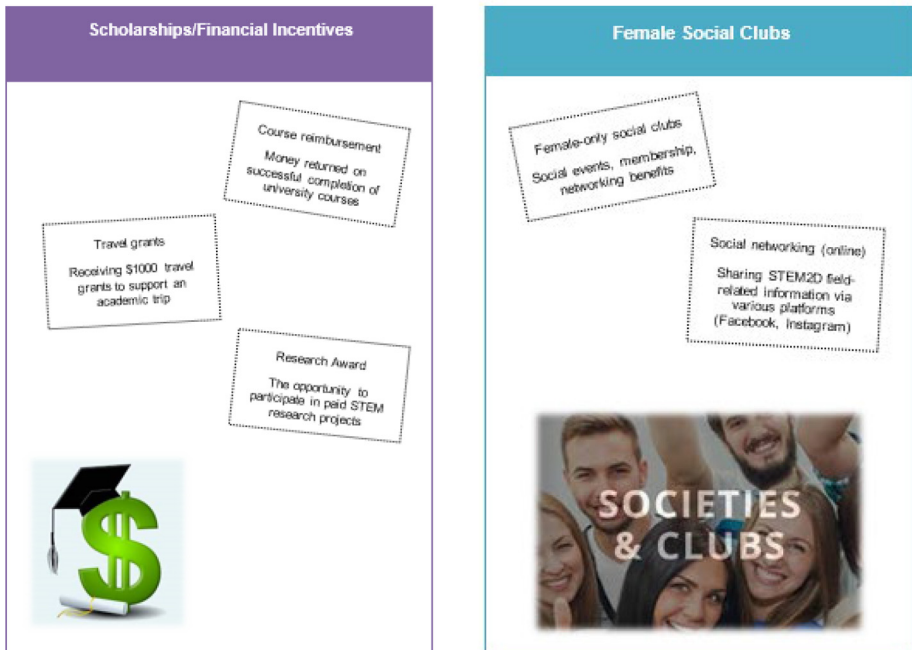 Scholarships/Financial Incentives
Course reimbursement
Money returned on
successful completion of
university courses
Travel grants
Receiving $1000 travel
grants to support an
academic trip
Research Award
The opportunity to
participate in paid STEM
research projects
Female Social Clubs
Female-only social clubs
Social events, membership,
networking benefits
Social networking (online)
Sharing STEM2D field-
related information via
various platforms
(Facebook, Instagram)
SOCIETIES
& CLUBS